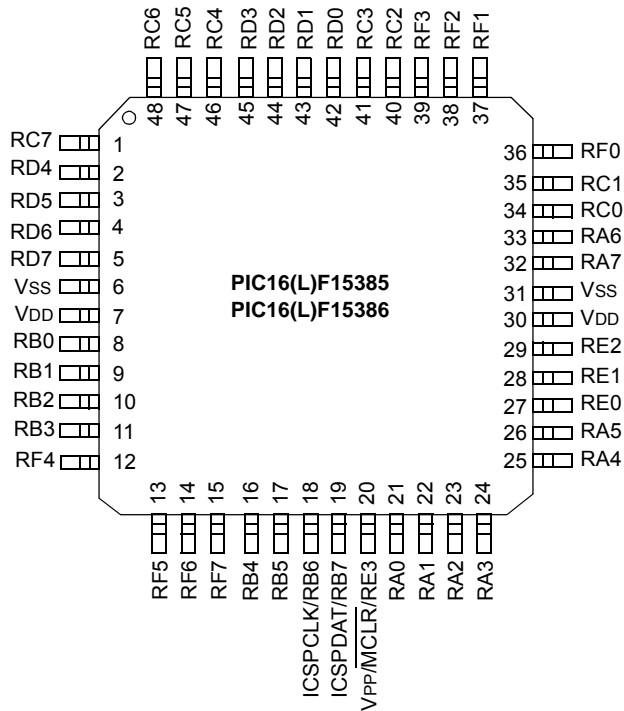 RC6 RC5 RC4 RD3 RD2 RD1 RD0 RC3 RC2 RF3 RF2 RF1
48 47 46 45 44 43 42 41 40 39 38 37
RC7 1
RD4 2
RD5 3
RD6 4
RD7 5
VSS 6
VDD 7
RB0 8
RB1 9
RB2 10
RB3 11
RF4 12
PIC16(L)F15385
PIC16(L)F15386
36 RF0
35 RC1
34 RC0
33 RA6
32 RA7
31 VSS
30 VDD
29 RE2
28 RE1
27 RE0
26 RA5
25 RA4
13 14 15 16 17 18 19 20 21 22 23 24
RF5 RF6 RF7 RB4 RB5 ICSPCLK/RB6 ICSPDAT/RB7 VPP/MCLR/RE3 RA0 RA1 RA2 RA3